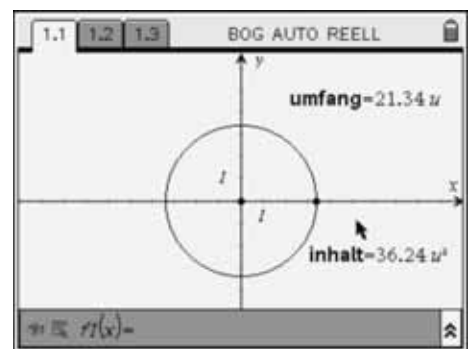 1.1 1.2 1.3 BOG AUTO REELL
y
umfang=21.34 u
1
x
1
inhalt=36.24 u²
f1(x)=